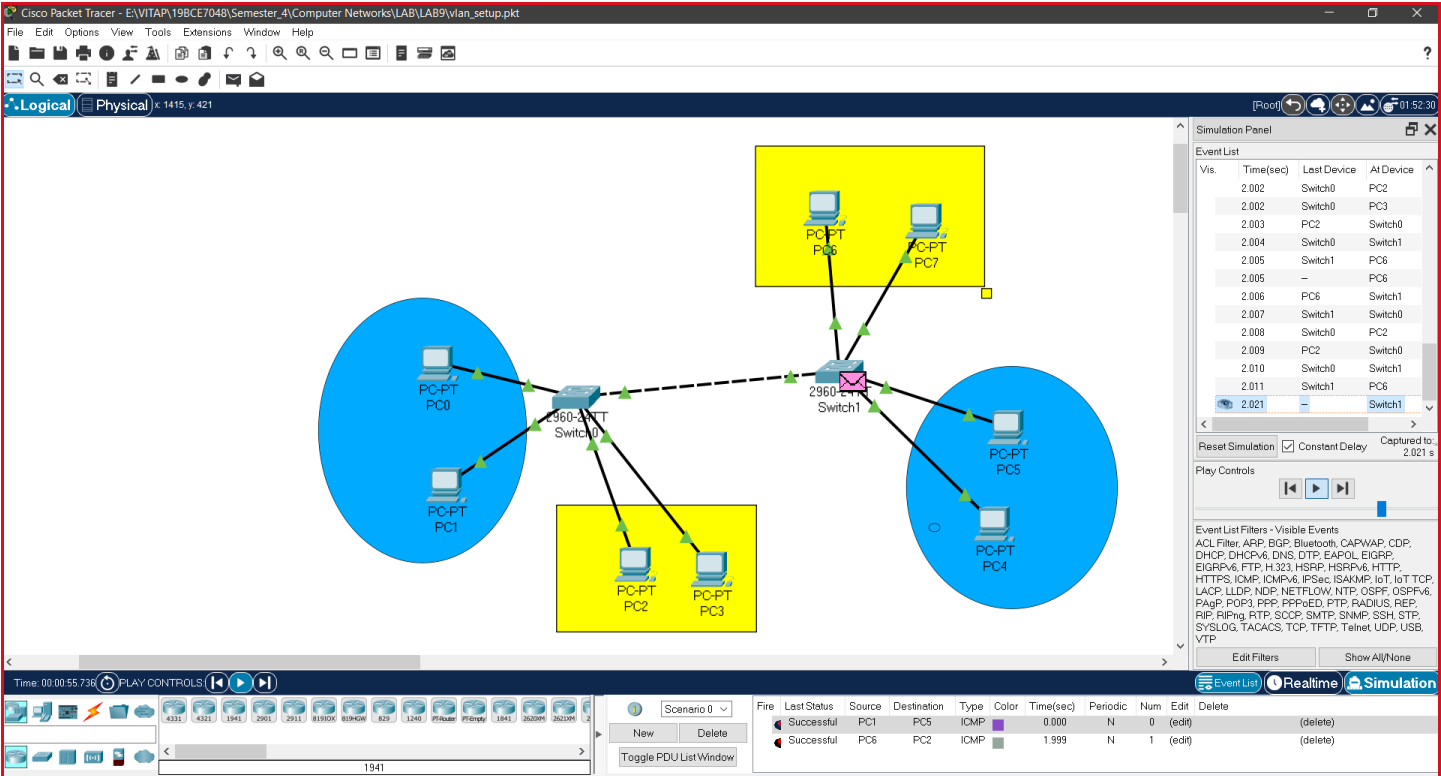 Cisco Packet Tracer - E:\VITAP\19BCE7048\Semester_4\Computer Networks\LAB\LAB9\vlan_setup.pkt
File Edit Options View Tools Extensions Window Help
?
Logical Physical x: 1415, y: 421 [Root] 01:52:30
PC-PT
PC6
PC-PT
PC7
PC-PT
PC0
PC-PT
PC1
2960-24TT
Switch0
2960-24TT
Switch1
PC-PT
PC5
PC-PT
PC4
PC-PT
PC2
PC-PT
PC3
Simulation Panel
Event List
Vis. Time(sec) Last Device At Device
2.002 Switch0 PC2
2.002 Switch0 PC3
2.003 PC2 Switch0
2.004 Switch0 Switch1
2.005 Switch1 PC6
2.005 -- PC6
2.006 PC6 Switch1
2.007 Switch1 Switch0
2.008 Switch0 PC2
2.009 PC2 Switch0
2.010 Switch0 Switch1
2.011 Switch1 PC6
2.021 -- Switch1
Reset Simulation Constant Delay Captured to:
2.021 s
Play Controls
Event List Filters - Visible Events
ACL Filter, ARP, BGP, Bluetooth, CAPWAP, CDP,
DHCP, DHCPv6, DNS, DTP, EAPOL, EIGRP,
EIGRPv6, FTP, H.323, HSRP, HSRPv6, HTTP,
HTTPS, ICMP, ICMPv6, IPSec, ISAKMP, IoT, IoT TCP,
LACP, LLDP, NDP, NETFLOW, NTP, OSPF, OSPFv6,
PAgP, POP3, PPP, PPPoED, PTP, RADIUS, REP,
RIP, RIPng, RTP, SCCP, SMTP, SNMP, SSH, STP,
SYSLOG, TACACS, TCP, TFTP, Telnet, UDP, USB,
VTP
Edit Filters Show All/None
Time: 00:00:55.736 PLAY CONTROLS:
Event List Realtime Simulation
4331 4321 1941 2901 2911 819IOX 819HGW 829 1240 PT-Router PT-Empty 1841 2620XM 2621XM 2
1941
Scenario 0
New Delete
Toggle PDU List Window
Fire Last Status Source Destination Type Color Time(sec) Periodic Num Edit Delete
Successful PC1 PC5 ICMP 0.000 N 0 (edit) (delete)
Successful PC6 PC2 ICMP 1.999 N 1 (edit) (delete)